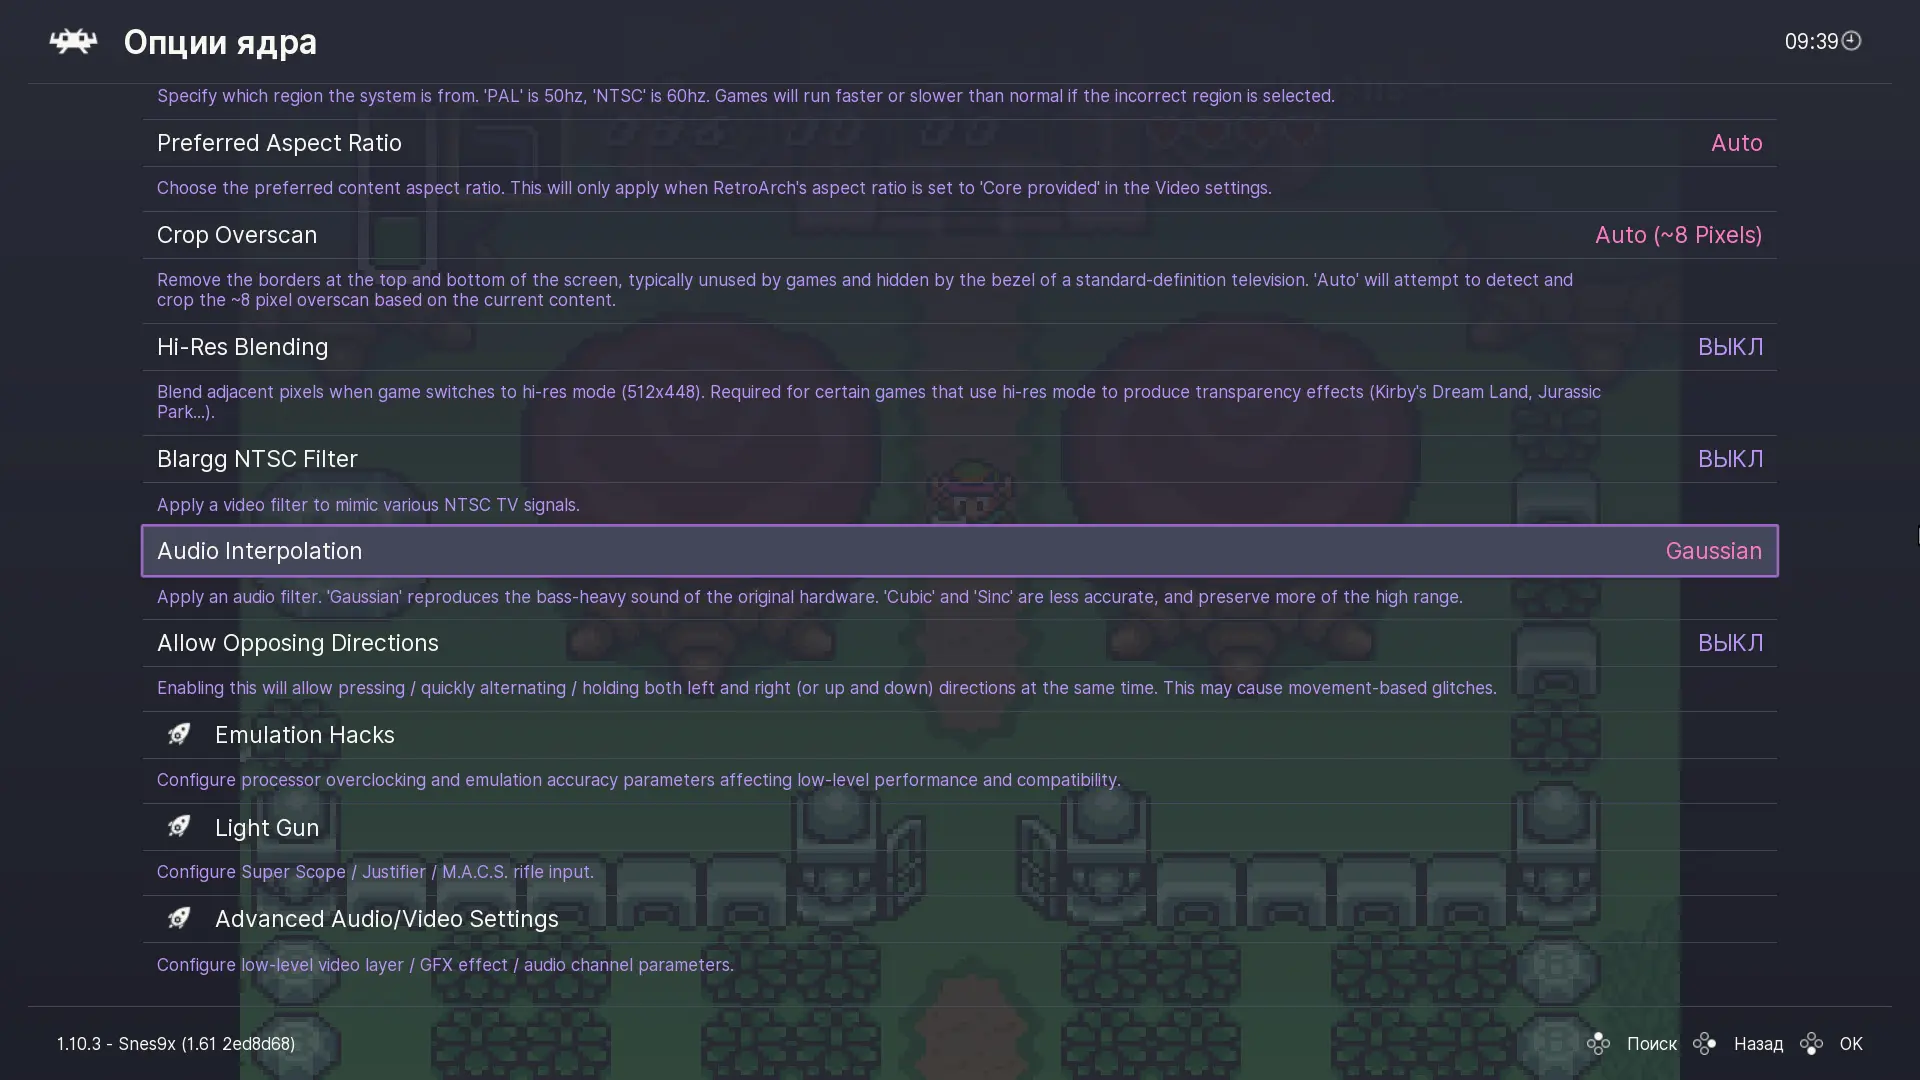 Опции ядра
09:39
Specify which region the system is from. 'PAL' is 50hz, 'NTSC' is 60hz. Games will run faster or slower than normal if the incorrect region is selected.
Preferred Aspect Ratio Auto
Choose the preferred content aspect ratio. This will only apply when RetroArch's aspect ratio is set to 'Core provided' in the Video settings.
Crop Overscan Auto (~8 Pixels)
Remove the borders at the top and bottom of the screen, typically unused by games and hidden by the bezel of a standard-definition television. 'Auto' will attempt to detect and
crop the ~8 pixel overscan based on the current content.
Hi-Res Blending ВЫКЛ
Blend adjacent pixels when game switches to hi-res mode (512x448). Required for certain games that use hi-res mode to produce transparency effects (Kirby's Dream Land, Jurassic
Park...).
Blargg NTSC Filter ВЫКЛ
Apply a video filter to mimic various NTSC TV signals.
Audio Interpolation Gaussian
Apply an audio filter. 'Gaussian' reproduces the bass-heavy sound of the original hardware. 'Cubic' and 'Sinc' are less accurate, and preserve more of the high range.
Allow Opposing Directions ВЫКЛ
Enabling this will allow pressing / quickly alternating / holding both left and right (or up and down) directions at the same time. This may cause movement-based glitches.
Emulation Hacks
Configure processor overclocking and emulation accuracy parameters affecting low-level performance and compatibility.
Light Gun
Configure Super Scope / Justifier / M.A.C.S. rifle input.
Advanced Audio/Video Settings
Configure low-level video layer / GFX effect / audio channel parameters.
1.10.3 - Snes9x (1.61 2ed8d68)
Поиск Назад OK